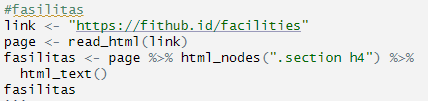 #fasilitas
link <- "https://fithub.id/facilities"
page <- read_html(link)
fasilitas <- page %>% html_nodes(".section h4") %>%
html_text()
fasilitas